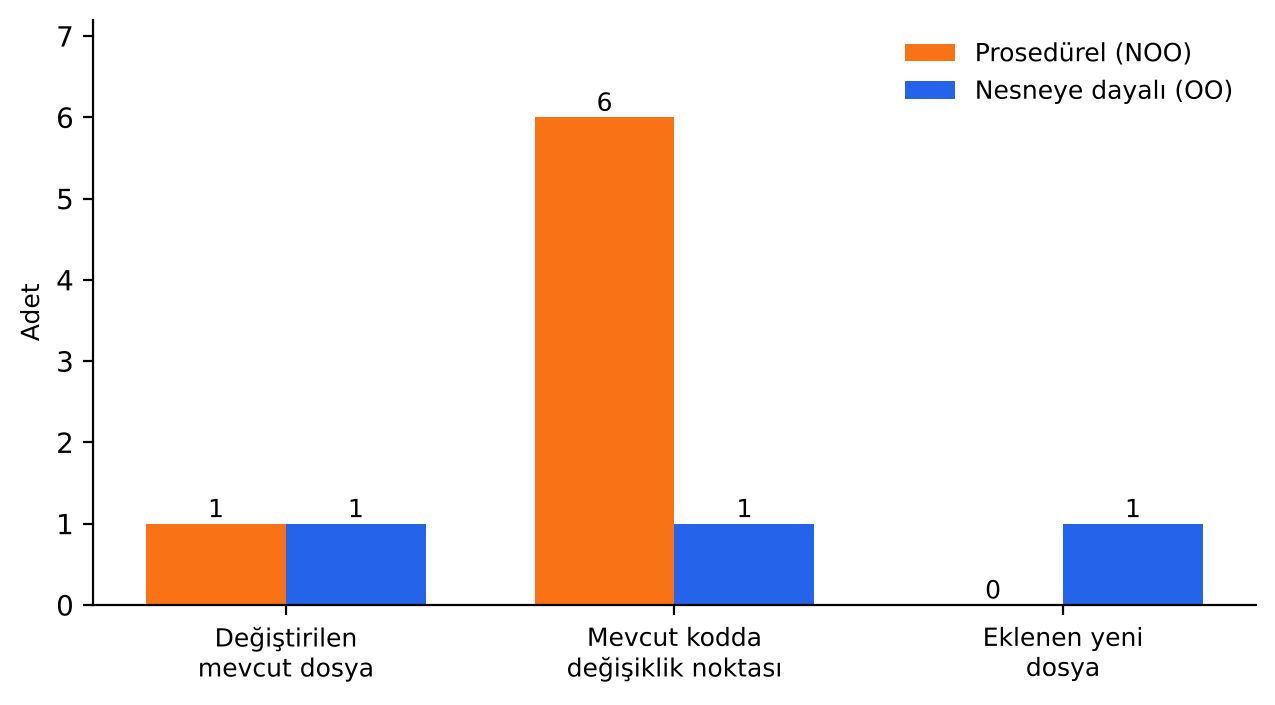 Prosedürel (NOO)
Nesneye dayalı (OO)
Adet
7
6
5
4
3
2
1
0
1
1
6
1
0
1
Değiştirilen
mevcut dosya
Mevcut kodda
değişiklik noktası
Eklenen yeni
dosya